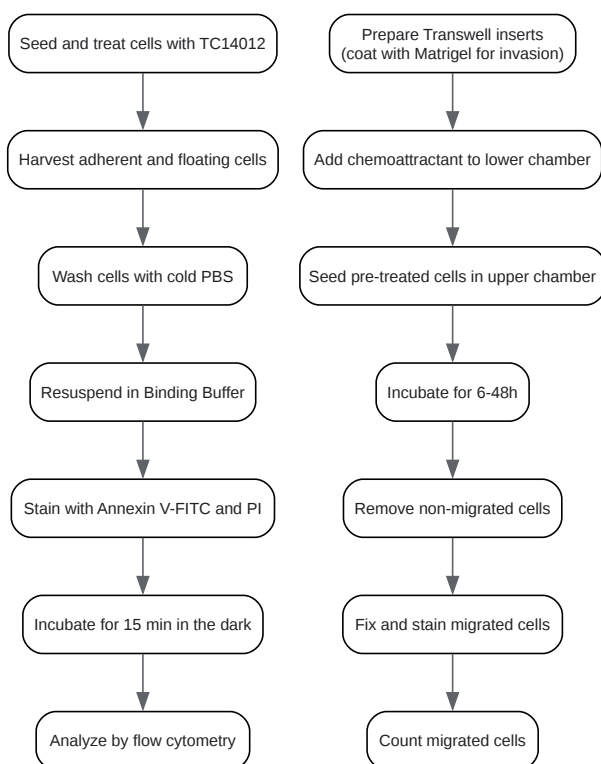 Seed and treat cells with TC14012
Harvest adherent and floating cells
Wash cells with cold PBS
Resuspend in Binding Buffer
Stain with Annexin V-FITC and PI
Incubate for 15 min in the dark
Analyze by flow cytometry
Prepare Transwell inserts
(coat with Matrigel for invasion)
Add chemoattractant to lower chamber
Seed pre-treated cells in upper chamber
Incubate for 6-48h
Remove non-migrated cells
Fix and stain migrated cells
Count migrated cells